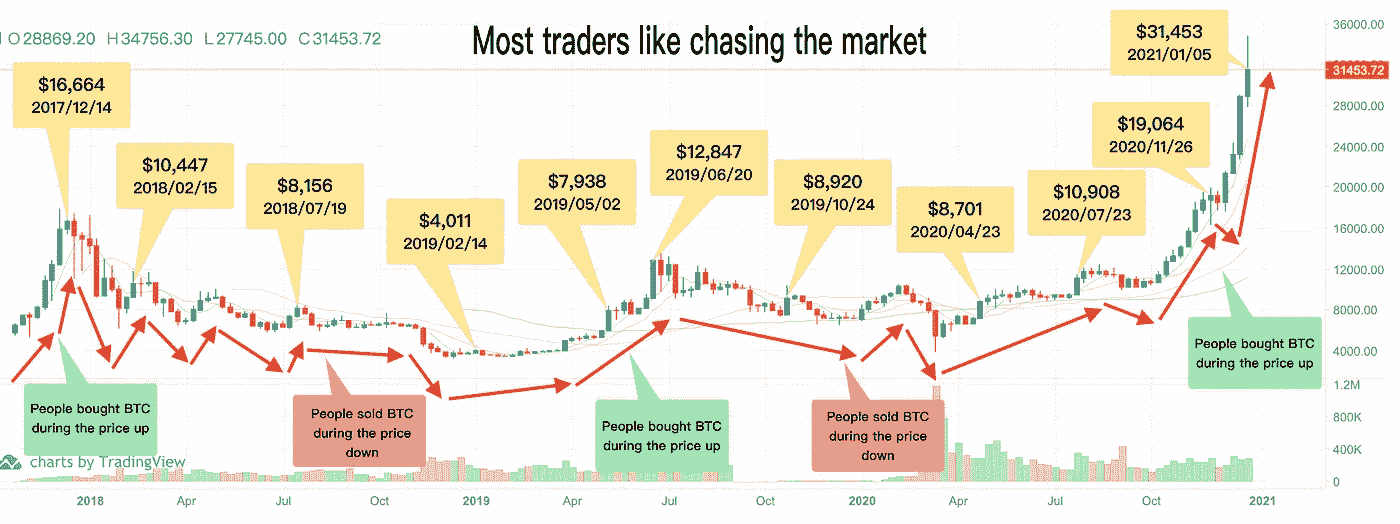 O28869.20 H34756.30 L27745.00 C31453.72
Most traders like chasing the market
$16,664
2017/12/14
$10,447
2018/02/15
$8,156
2018/07/19
$4,011
2019/02/14
$7,938
2019/05/02
$12,847
2019/06/20
$8,920
2019/10/24
$8,701
2020/04/23
$10,908
2020/07/23
$19,064
2020/11/26
$31,453
2021/01/05
36000.00
31453.72
28000.00
24000.00
20000.00
16000.00
12000.00
8000.00
4000.00
1.2M
800K
400K
0
People bought BTC
during the price up
People sold BTC
during the price
down
People bought BTC
during the price up
People sold BTC
during the price
down
People bought BTC
during the price up
charts by TradingView
2018 Apr Jul Oct 2019 Apr Jul Oct 2020 Apr Jul Oct 2021